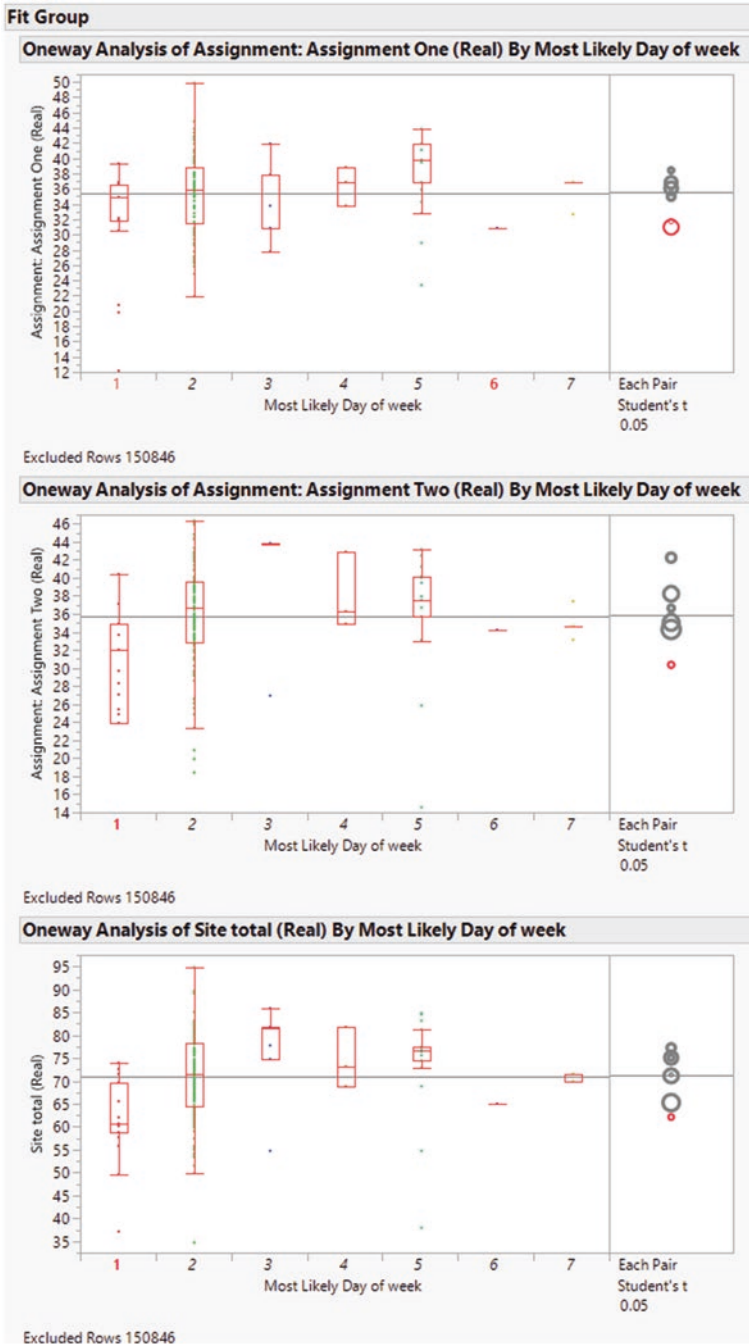 Fit Group
Oneway Analysis of Assignment: Assignment One (Real) By Most Likely Day of week
Assignment: Assignment One (Real)
50
48
46
44
42
40
38
36
34
32
30
28
26
24
22
20
18
16
14
12
1 2 3 4 5 6 7
Most Likely Day of week
Each Pair
Student's t
0.05
Excluded Rows 150846
Oneway Analysis of Assignment: Assignment Two (Real) By Most Likely Day of week
Assignment: Assignment Two (Real)
46
44
42
40
38
36
34
32
30
28
26
24
22
20
18
16
14
1 2 3 4 5 6 7
Most Likely Day of week
Each Pair
Student's t
0.05
Excluded Rows 150846
Oneway Analysis of Site total (Real) By Most Likely Day of week
Site total (Real)
95
90
85
80
75
70
65
60
55
50
45
40
35
1 2 3 4 5 6 7
Most Likely Day of week
Each Pair
Student's t
0.05
Excluded Rows 150846